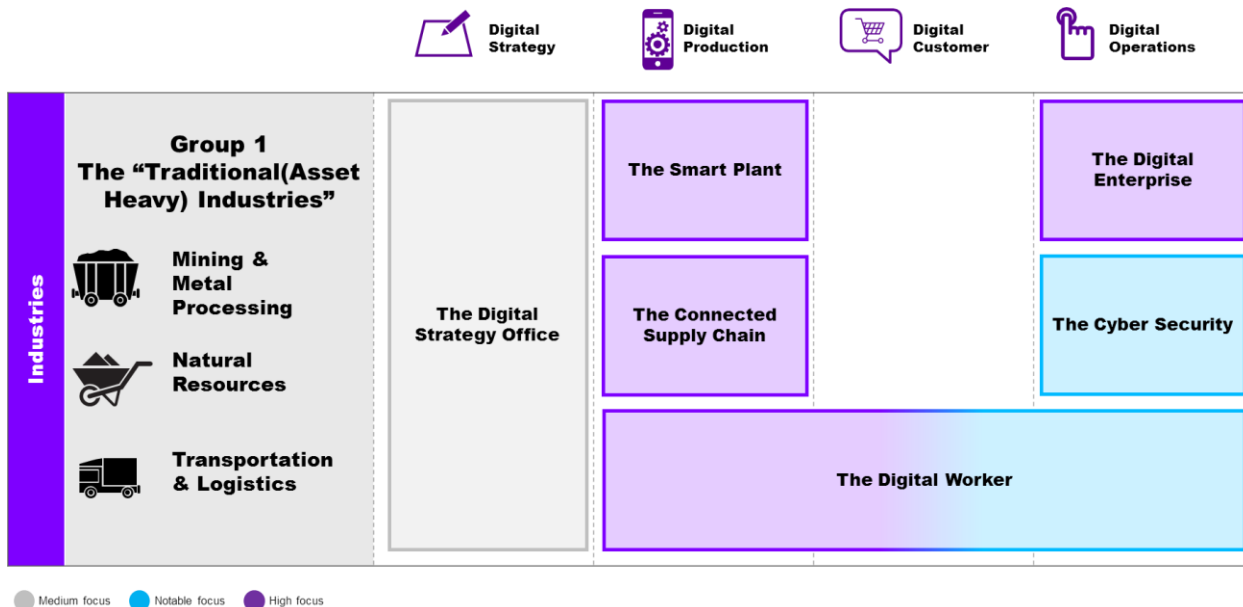 Digital
Strategy
Digital
Production
Digital
Customer
Digital
Operations
Industries
Group 1
The “Traditional(Asset
Heavy) Industries”
Mining &
Metal
Processing
Natural
Resources
Transportation
& Logistics
The Digital
Strategy Office
The Smart Plant
The Connected
Supply Chain
The Digital
Enterprise
The Cyber Security
The Digital Worker
Medium focus
Notable focus
High focus